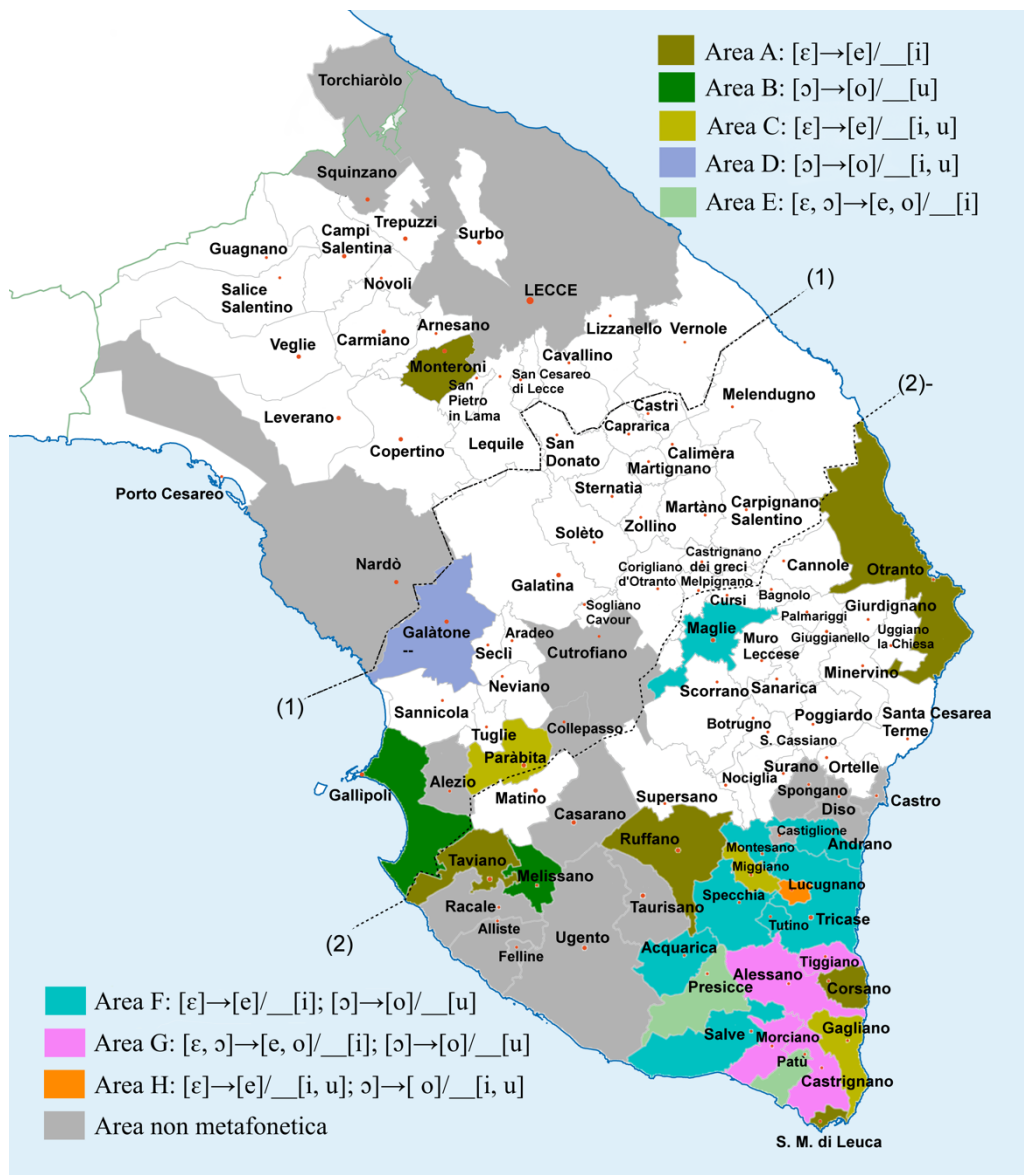 Area A: [ɛ]→[e]/__[i]
Area B: [ɔ]→[o]/__[u]
Area C: [ɛ]→[e]/__[i, u]
Area D: [ɔ]→[o]/__[i, u]
Area E: [ɛ, ɔ]→[e, o]/__[i]
Torchiaròlo
Squinzano
Trepuzzi
Surbo
Guagnano
Campi
Salentina
Salice
Salentino
Novoli
LECCE
(1)
Arnesano
Lizzanello
Vernole
Veglie
Carmiano
Monteroni
Cavallino
San
Pietro
in Lama
San Cesareo
di Lecce
Melendugno
(2)-
Leverano
Copertino
Lequile
San
Donato
Castrì
Caprarica
Calimèra
Martignano
Porto Cesareo
Sternatìa
Zollino
Martàno
Carpignano
Salentino
Solèto
Nardò
Galatina
Corigliano
d'Otranto
Castrignano
dei greci
Melpignano
Cannole
Otranto
Sogliano
Cavour
Cursi
Bagnolo
Palmariggi
Giurdignano
Galàtone
--
Aradeo
Seclì
Cutrofiano
Maglie
Muro
Leccese
Giuggianello
Uggiano
la Chiesa
Minervino
Neviano
Scorrano
Sanarica
(1)
Sannicola
Tuglie
Collepasso
Botrugno
S. Cassiano
Poggiardo
Santa Cesarea
Terme
Paràbita
Alezio
Gallipoli
Matino
Nociglia
Surano
Ortelle
Spongano
Diso
Castro
Casarano
Supersano
Ruffano
Montesano
Castiglione
Andrano
Taviano
Melissano
Miggiano
Lucugnano
Specchia
Racale
Taurisano
Tutino
Tricase
Alliste
(2)
Felline
Ugento
Acquarica
Presicce
Alessano
Tiggiano
Corsano
Salve
Morciano
Gagliano
Patù
Castrignano
S. M. di Leuca
Area F: [ɛ]→[e]/__[i]; [ɔ]→[o]/__[u]
Area G: [ɛ, ɔ]→[e, o]/__[i]; [ɔ]→[o]/__[u]
Area H: [ɛ]→[e]/__[i, u]; ɔ]→[ o]/__[i, u]
Area non metafonetica